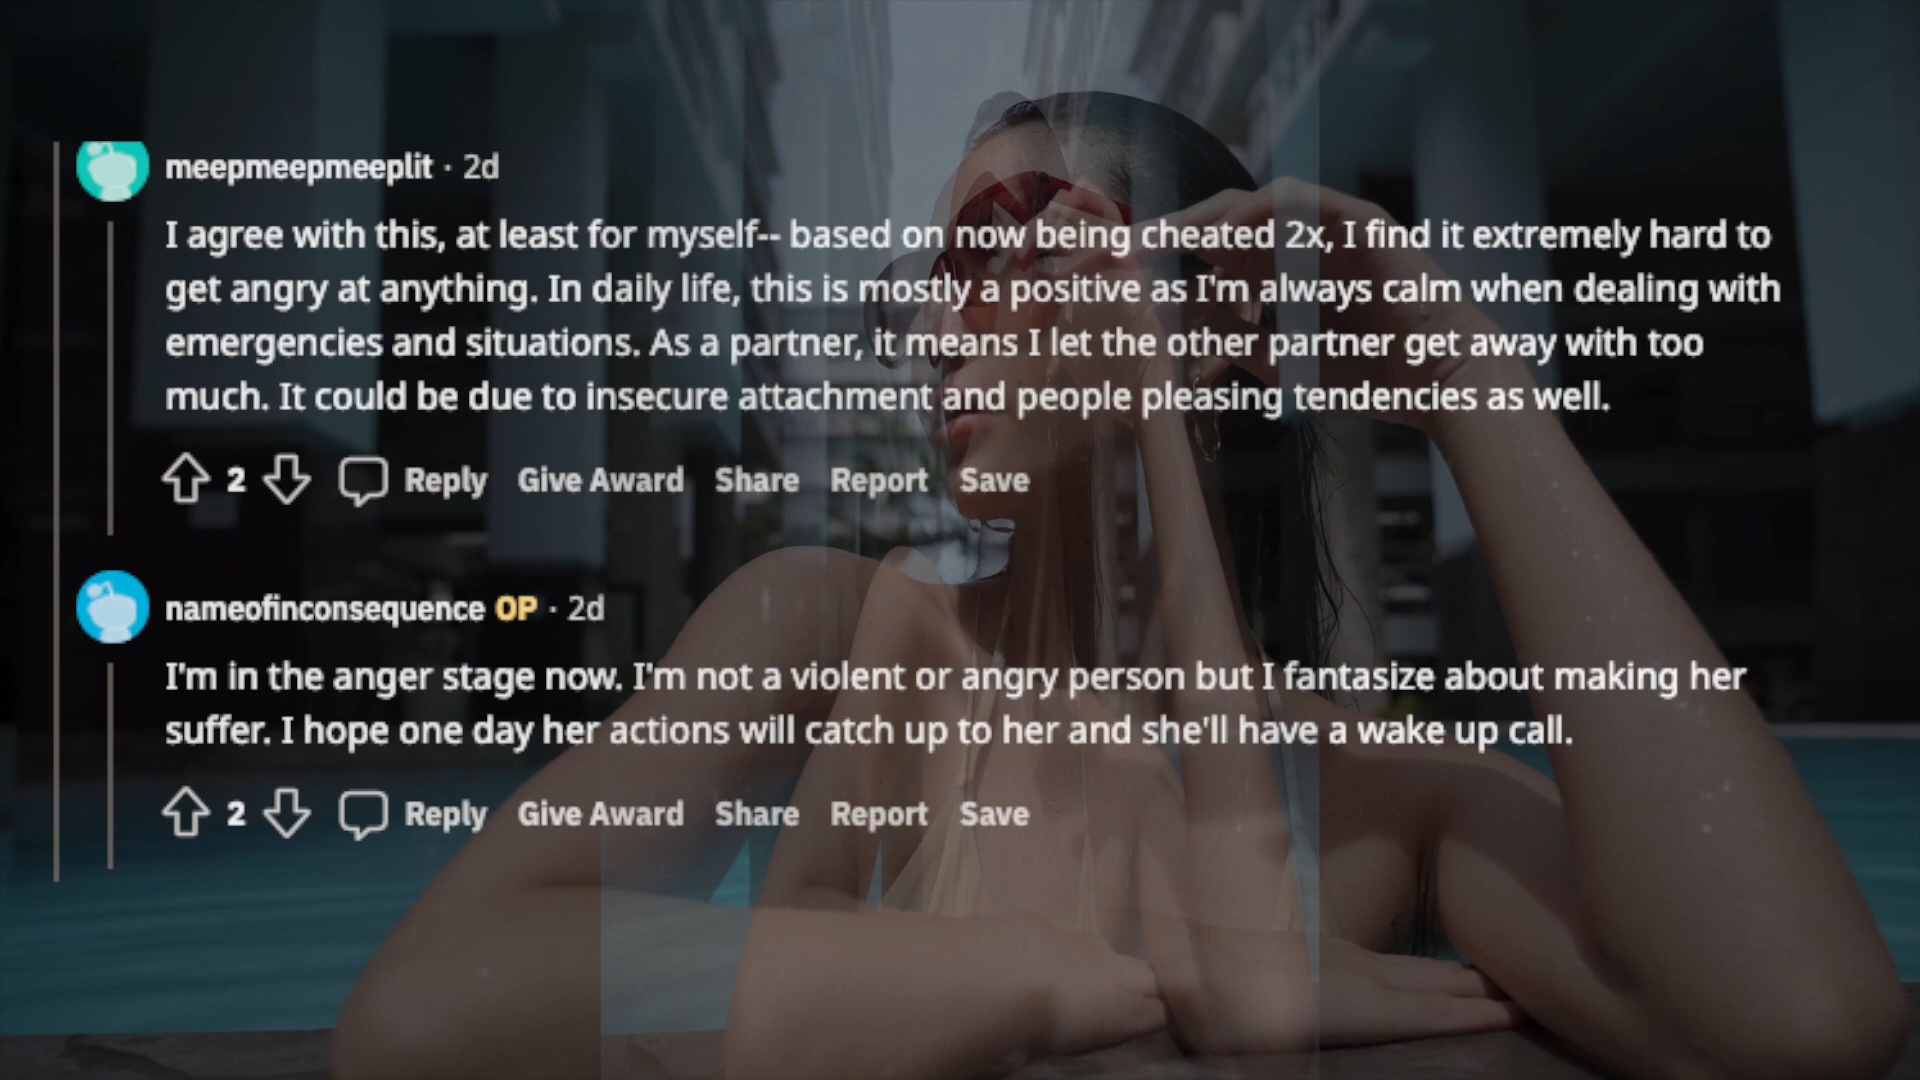 meepmeepmeeplit · 2d
I agree with this, at least for myself-- based on now being cheated 2x, I find it extremely hard to
get angry at anything. In daily life, this is mostly a positive as I'm always calm when dealing with
emergencies and situations. As a partner, it means I let the other partner get away with too
much. It could be due to insecure attachment and people pleasing tendencies as well.
2 Reply Give Award Share Report Save
nameofinconsequence OP · 2d
I'm in the anger stage now. I'm not a violent or angry person but I fantasize about making her
suffer. I hope one day her actions will catch up to her and she'll have a wake up call.
2 Reply Give Award Share Report Save